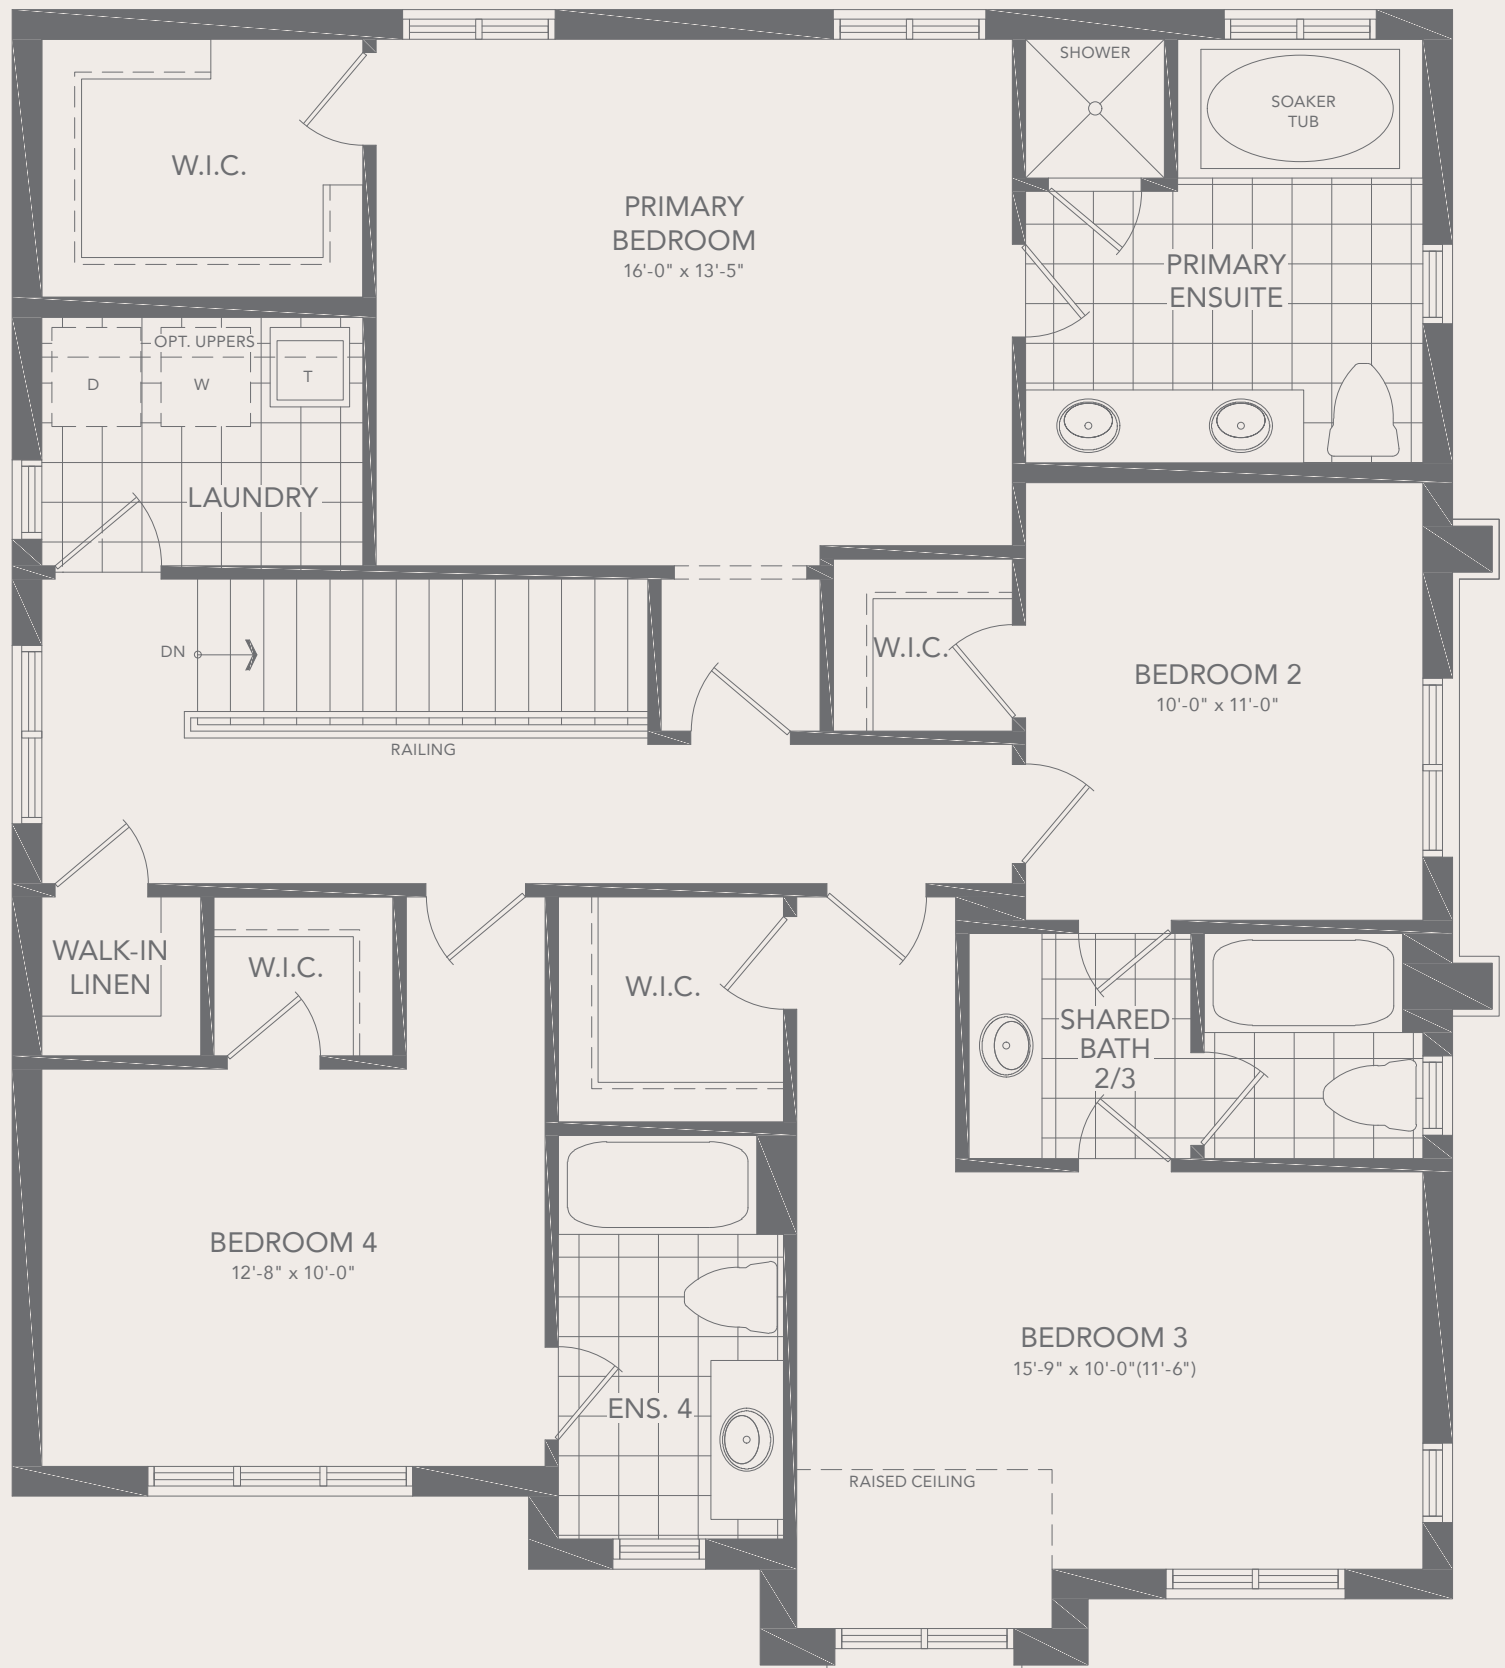 SHOWER
SOAKER
TUB
W.I.C.
PRIMARY
BEDROOM
16'-0" x 13'-5"
PRIMARY
ENSUITE
OPT. UPPERS
D
W
T
LAUNDRY
DN
RAILING
W.I.C.
BEDROOM 2
10'-0" x 11'-0"
WALK-IN
LINEN
W.I.C.
W.I.C.
SHARED
BATH
2/3
BEDROOM 4
12'-8" x 10'-0"
BEDROOM 3
15'-9" x 10'-0"(11'-6")
ENS. 4
RAISED CEILING